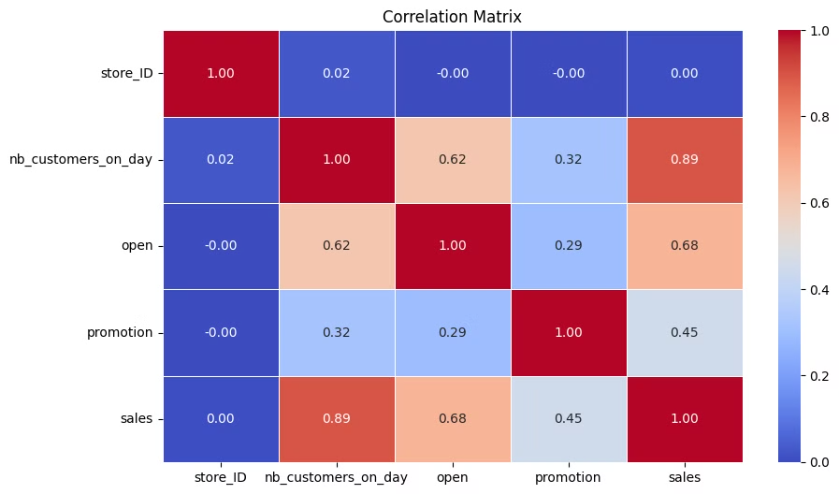 Correlation Matrix
store_ID 1.00 0.02 -0.00 -0.00 0.00
nb_customers_on_day 0.02 1.00 0.62 0.32 0.89
open -0.00 0.62 1.00 0.29 0.68
promotion -0.00 0.32 0.29 1.00 0.45
sales 0.00 0.89 0.68 0.45 1.00
store_ID nb_customers_on_day open promotion sales
1.0
0.8
0.6
0.4
0.2
0.0